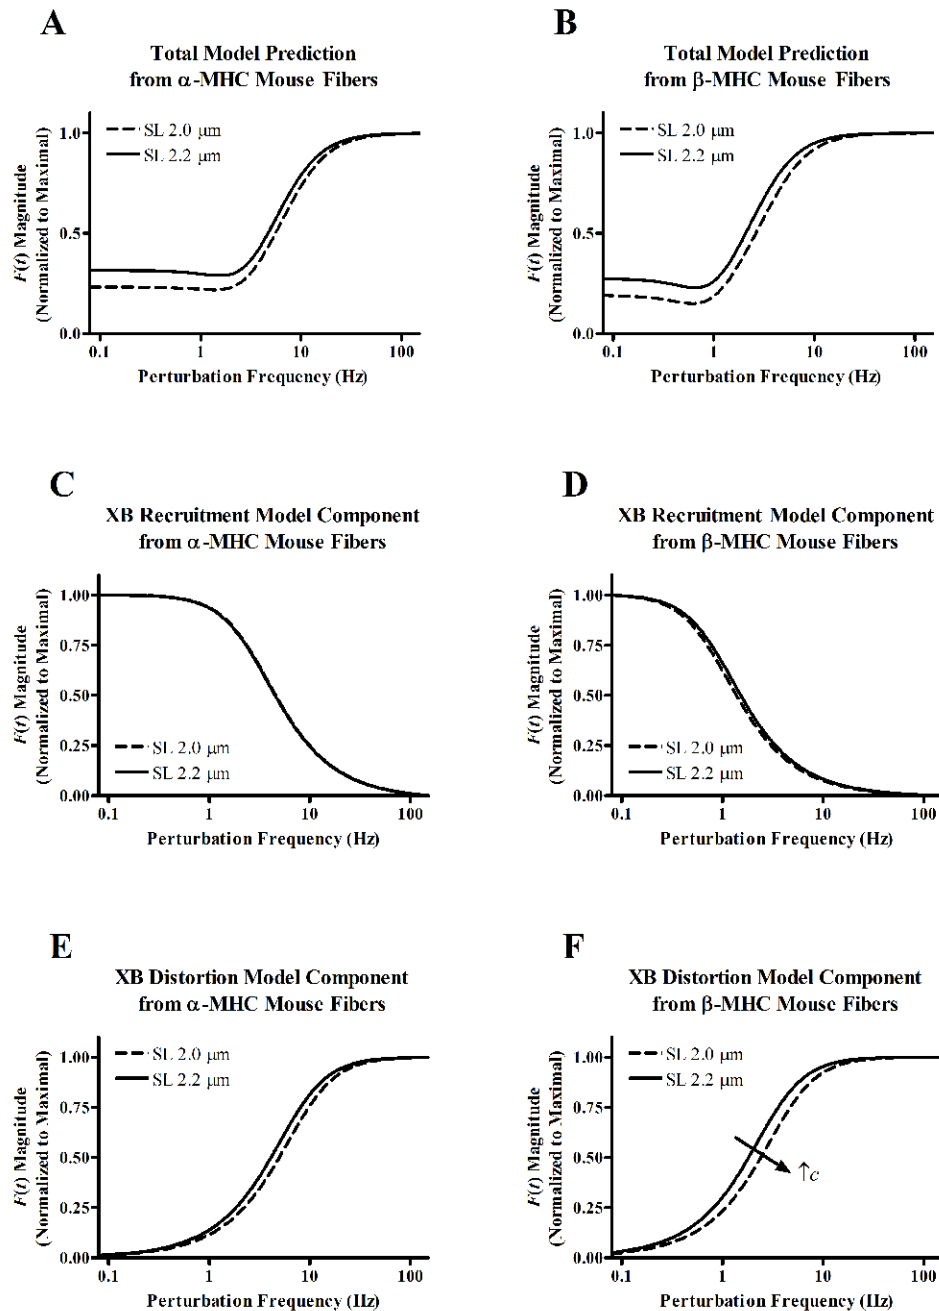 A
Total Model Prediction
from α-MHC Mouse Fibers
SL 2.0 µm
SL 2.2 µm
F(t) Magnitude
(Normalized to Maximal)
1.0
0.5
0.0
0.1 1 10 100
Perturbation Frequency (Hz)
B
Total Model Prediction
from β-MHC Mouse Fibers
SL 2.0 µm
SL 2.2 µm
F(t) Magnitude
(Normalized to Maximal)
1.0
0.5
0.0
0.1 1 10 100
Perturbation Frequency (Hz)
C
XB Recruitment Model Component
from α-MHC Mouse Fibers
F(t) Magnitude
(Normalized to Maximal)
1.00
0.75
0.50
0.25
0.00
SL 2.0 µm
SL 2.2 µm
0.1 1 10 100
Perturbation Frequency (Hz)
D
XB Recruitment Model Component
from β-MHC Mouse Fibers
F(t) Magnitude
(Normalized to Maximal)
1.00
0.75
0.50
0.25
0.00
SL 2.0 µm
SL 2.2 µm
0.1 1 10 100
Perturbation Frequency (Hz)
E
XB Distortion Model Component
from α-MHC Mouse Fibers
SL 2.0 µm
SL 2.2 µm
F(t) Magnitude
(Normalized to Maximal)
1.00
0.75
0.50
0.25
0.00
0.1 1 10 100
Perturbation Frequency (Hz)
F
XB Distortion Model Component
from β-MHC Mouse Fibers
SL 2.0 µm
SL 2.2 µm
F(t) Magnitude
(Normalized to Maximal)
1.00
0.75
0.50
0.25
0.00
↑c
0.1 1 10 100
Perturbation Frequency (Hz)